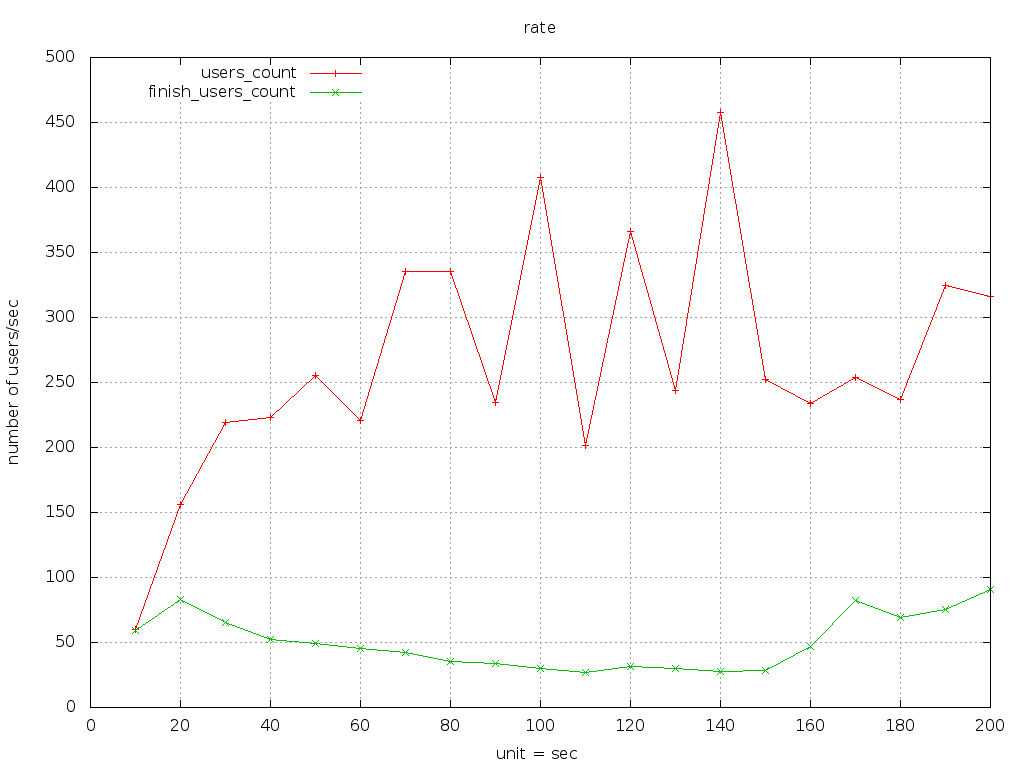 rate
users_count
finish_users_count
500
450
400
350
300
250
200
150
100
50
0
number of users/sec
0 20 40 60 80 100 120 140 160 180 200
unit = sec